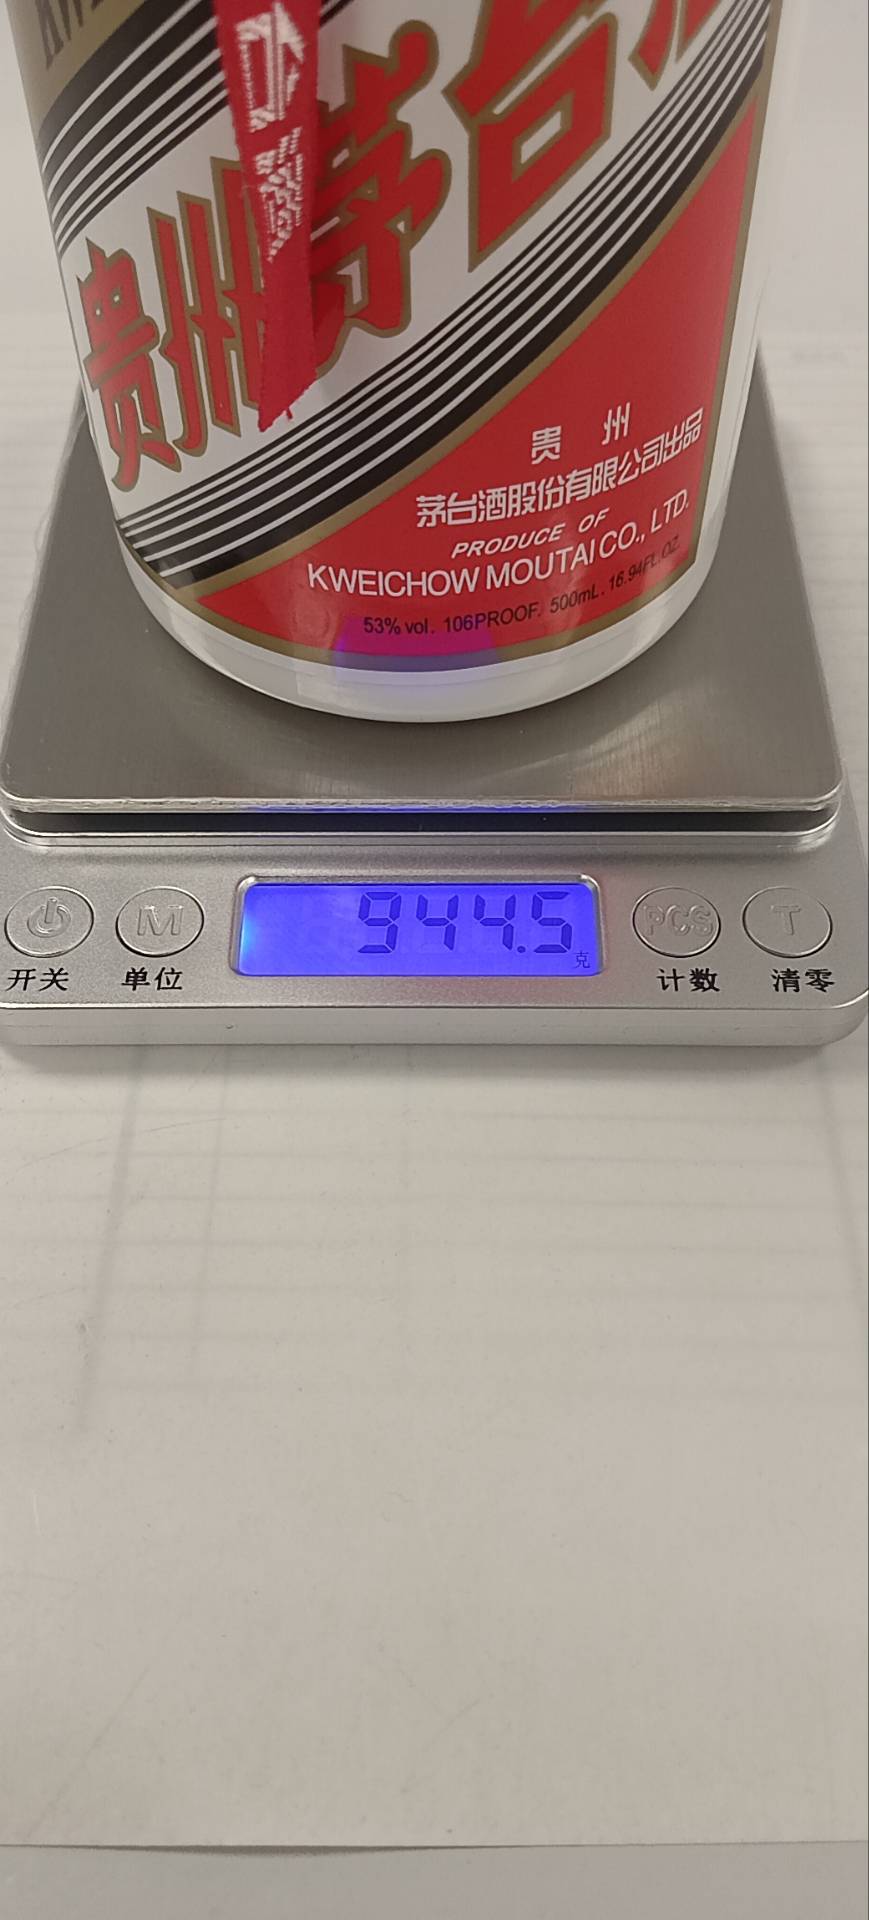 贵州茅台
贵 州
茅台酒股份有限公司出品
PRODUCE OF
KWEICHOW MOUTAI CO., LTD.
53% vol. 106PROOF. 500mL. 16.94FL.OZ.
944.5
克
M
PCS
T
开关
单位
计数
清零